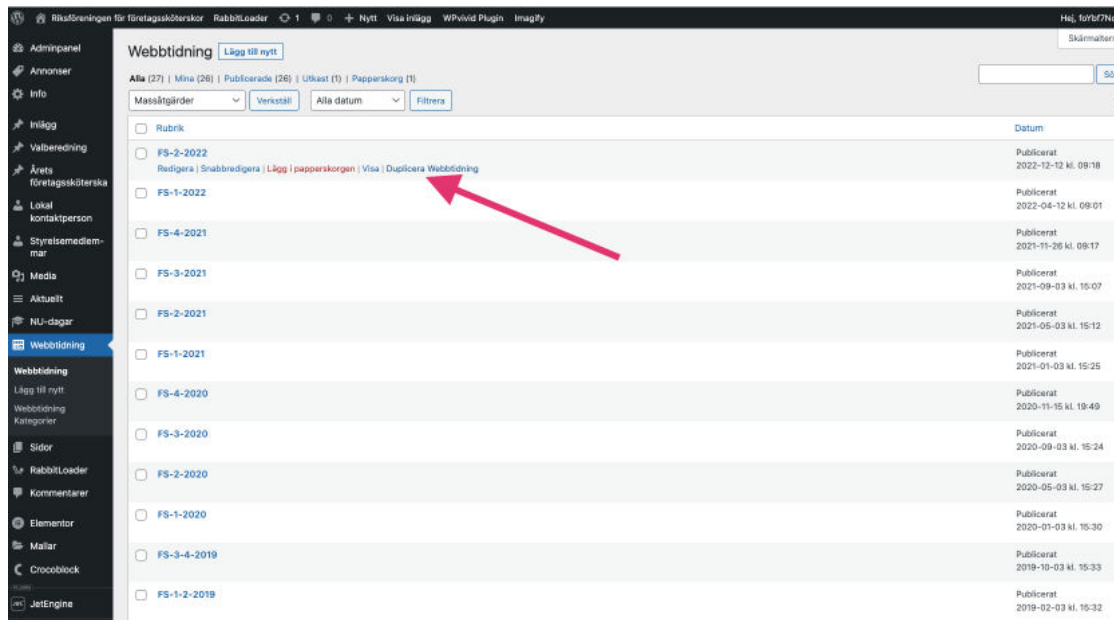 Riksföreningen för företagssköterskor RabbitLoader 1 0 + Nytt Visa inlägg WPvivid Plugin Imagify
Hej, foYbf7No
Adminpanel
Annonser
Info
Inlägg
Valberedning
Årets
företagssköterska
Lokal
kontaktperson
Styrelsemedlem-
mar
Media
Aktuellt
NU-dagar
Webbtidning
Webbtidning
Lägg till nytt
Webbtidning
Kategorier
Sidor
RabbitLoader
Kommentarer
Elementor
Mallar
Crocoblock
JetEngine
Skärmaltern
Webbtidning Lägg till nytt
Alla (27) | Mina (26) | Publicerade (26) | Utkast (1) | Papperskorg (1)
Sö
Massåtgärder Verkställ Alla datum Filtrera
Rubrik Datum
FS-2-2022 Publicerat
Redigera | Snabbredigera | Lägg i papperskorgen | Visa | Duplicera Webbtidning 2022-12-12 kl. 09:18
FS-1-2022 Publicerat
2022-04-12 kl. 09:01
FS-4-2021 Publicerat
2021-11-26 kl. 09:17
FS-3-2021 Publicerat
2021-09-03 kl. 15:07
FS-2-2021 Publicerat
2021-05-03 kl. 15:12
FS-1-2021 Publicerat
2021-01-03 kl. 15:25
FS-4-2020 Publicerat
2020-11-15 kl. 19:49
FS-3-2020 Publicerat
2020-09-03 kl. 15:24
FS-2-2020 Publicerat
2020-05-03 kl. 15:27
FS-1-2020 Publicerat
2020-01-03 kl. 15:30
FS-3-4-2019 Publicerat
2019-10-03 kl. 15:33
FS-1-2-2019 Publicerat
2019-02-03 kl. 15:32